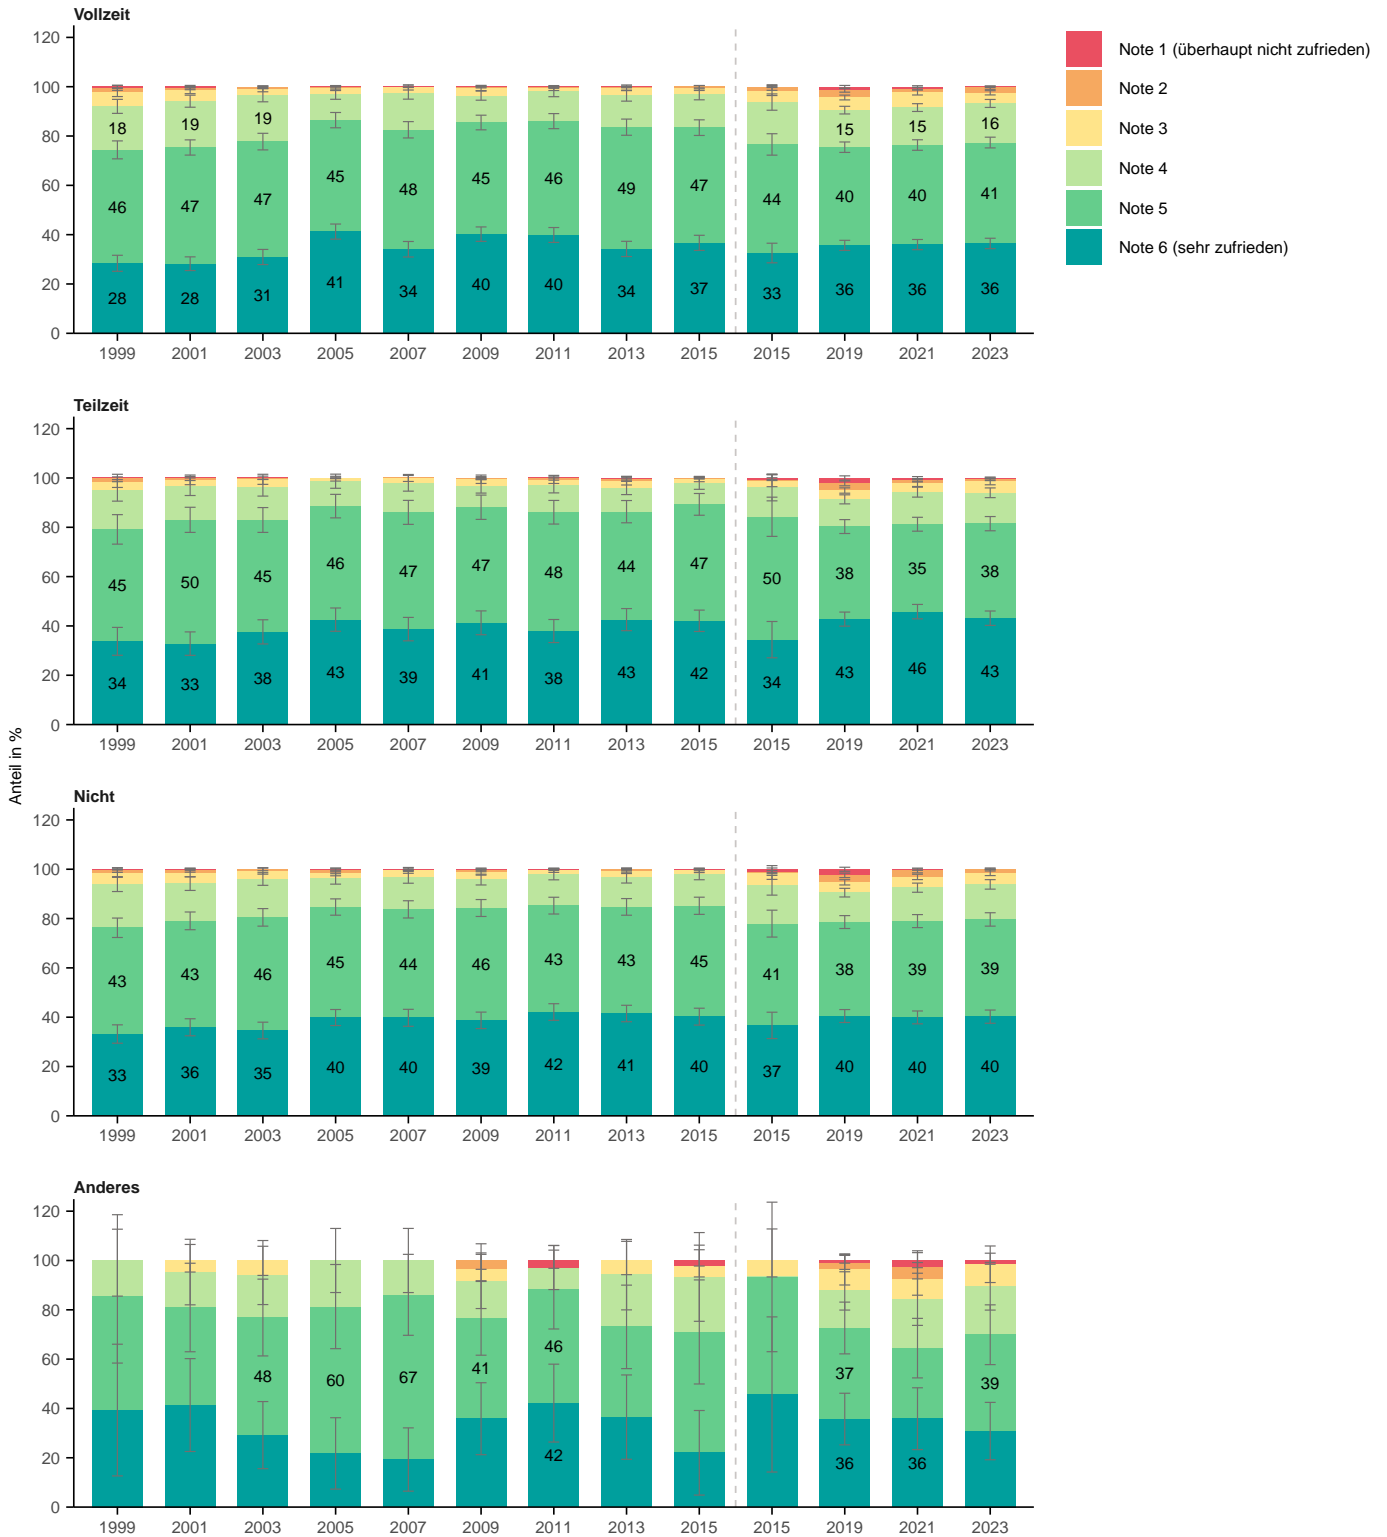 Vollzeit
120
100
80
60
40
20
0
18 19 19 15 15 16
46 47 47 45 48 45 46 49 47 44 40 40 41
28 28 31 41 34 40 40 34 37 33 36 36 36
1999 2001 2003 2005 2007 2009 2011 2013 2015 2015 2019 2021 2023
Note 1 (überhaupt nicht zufrieden)
Note 2
Note 3
Note 4
Note 5
Note 6 (sehr zufrieden)
Teilzeit
120
100
80
60
40
20
0
45 50 45 46 47 47 48 44 47 50 38 35 38
34 33 38 43 39 41 38 43 42 34 43 46 43
1999 2001 2003 2005 2007 2009 2011 2013 2015 2015 2019 2021 2023
Anteil in %
Nicht
120
100
80
60
40
20
0
43 43 46 45 44 46 43 43 45 41 38 39 39
33 36 35 40 40 39 42 41 40 37 40 40 40
1999 2001 2003 2005 2007 2009 2011 2013 2015 2015 2019 2021 2023
Anderes
120
100
80
60
40
20
0
48 60 67 41 46 37 39
42 36 36
1999 2001 2003 2005 2007 2009 2011 2013 2015 2015 2019 2021 2023